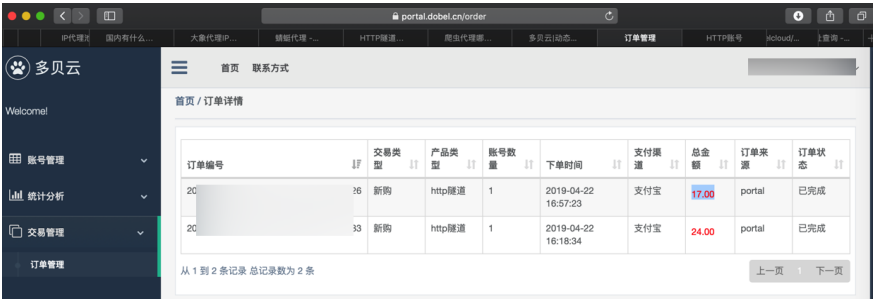 portal.dobel.cn/order
IP代理池
国内有什么...
大象代理IP...
蜻蜓代理 -...
HTTP隧道...
爬虫代理哪...
多贝云|动态...
订单管理
HTTP账号
查询 -...
多贝云
首页 联系方式
Welcome!
首页 / 订单详情
账号管理
统计分析
交易管理
订单管理
订单编号 交易类型 产品类型 账号数量 下单时间 支付渠道 总金额 订单来源 订单状态
20 26 新购 http隧道 1 2019-04-22 16:57:23 支付宝 17.00 portal 已完成
20 33 新购 http隧道 1 2019-04-22 16:18:34 支付宝 24.00 portal 已完成
从 1 到 2 条记录 总记录数为 2 条
上一页 1 下一页